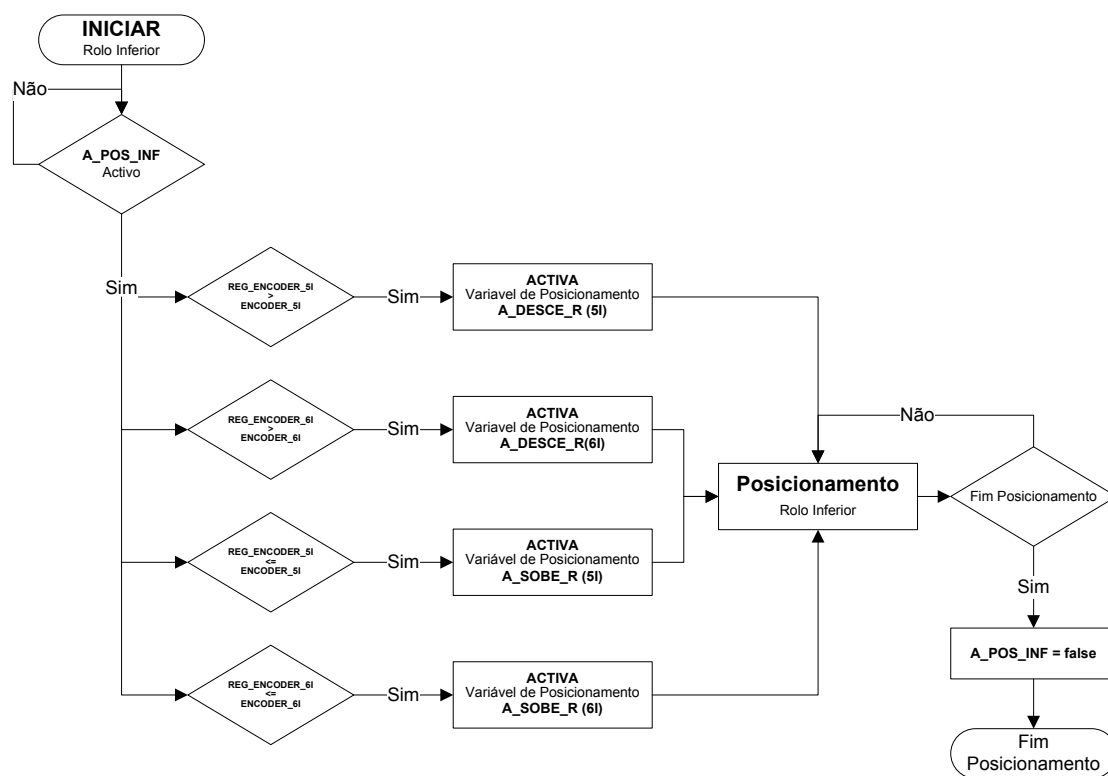 INICIAR
Rolo Inferior
Não
A_POS_INF
Activo
Sim
REG_ENCODER_5I
>
ENCODER_5I
Sim
ACTIVA
Variavel de Posicionamento
A_DESCE_R (5I)
REG_ENCODER_6I
>
ENCODER_6I
Sim
ACTIVA
Variavel de Posicionamento
A_DESCE_R(6I)
Não
Posicionamento
Rolo Inferior
Fim Posicionamento
REG_ENCODER_5I
<=
ENCODER_5I
Sim
ACTIVA
Variável de Posicionamento
A_SOBE_R (5I)
Sim
A_POS_INF = false
REG_ENCODER_6I
<=
ENCODER_6I
Sim
ACTIVA
Variável de Posicionamento
A_SOBE_R (6I)
Fim
Posicionamento